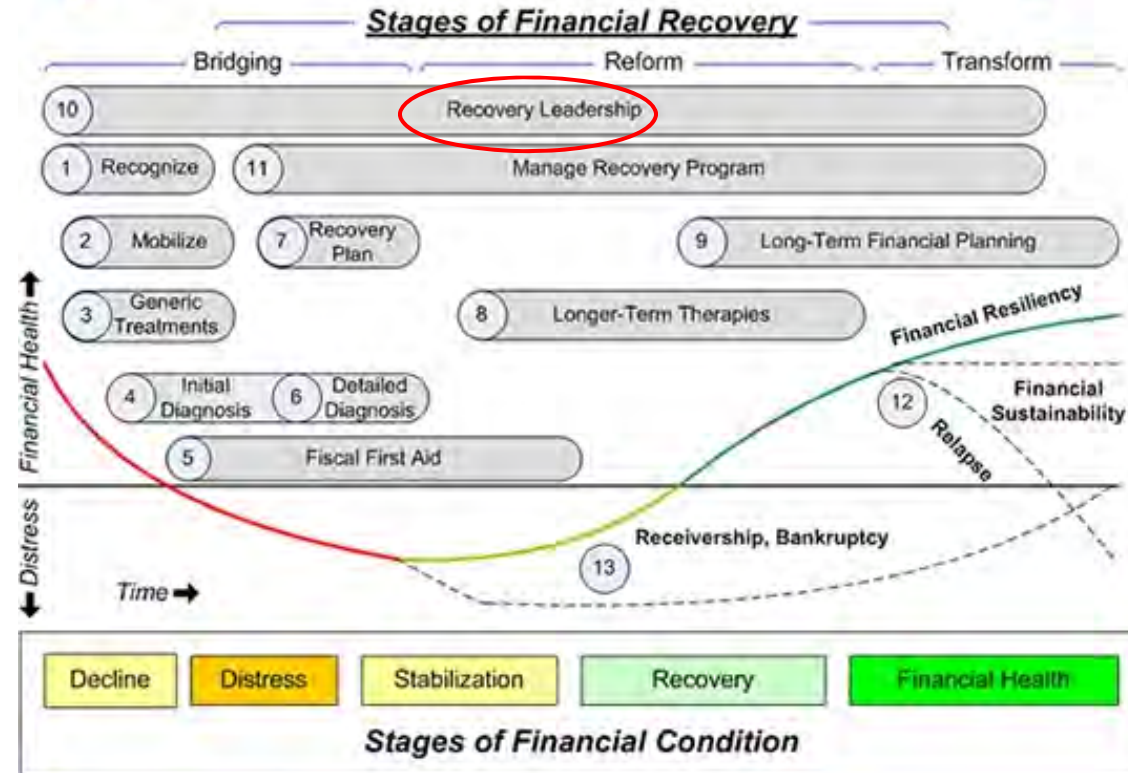 Stages of Financial Recovery
Bridging
Reform
Transform
10
Recovery Leadership
1
Recognize
11
Manage Recovery Program
2
Mobilize
7
Recovery
Plan
9
Long-Term Financial Planning
3
Generic
Treatments
8
Longer-Term Therapies
Financial Resiliency
4
Initial
Diagnosis
6
Detailed
Diagnosis
12
Financial
Sustainability
Relapse
5
Fiscal First Aid
Financial Health
Distress
Receivership, Bankruptcy
13
Time
Decline
Distress
Stabilization
Recovery
Financial Health
Stages of Financial Condition